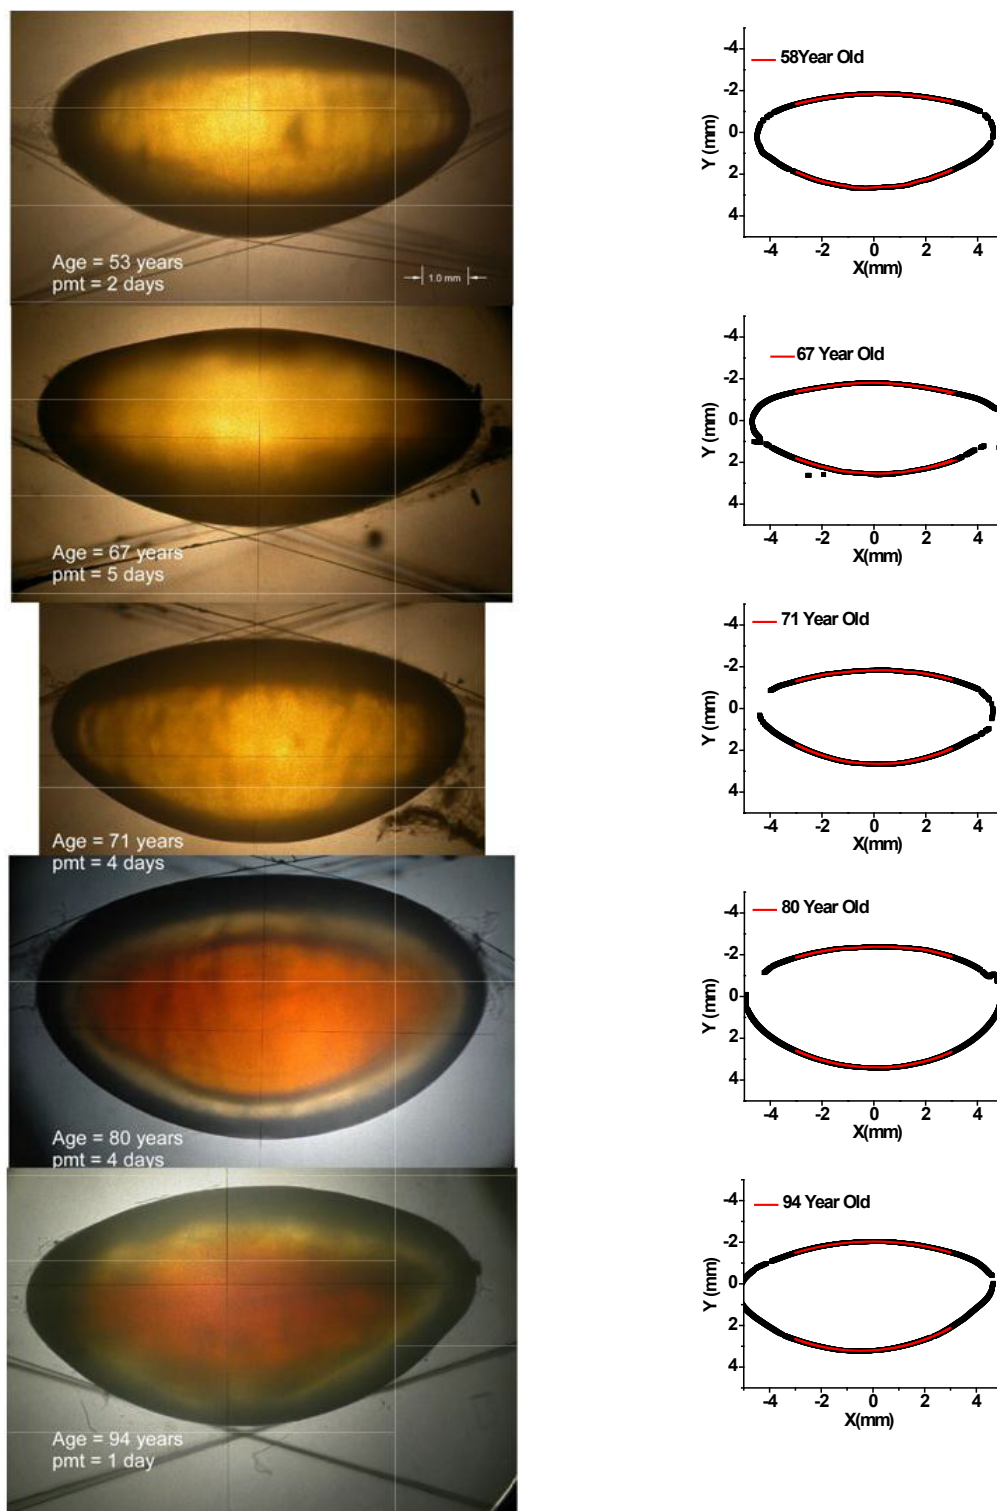 Age = 53 years
pmt = 2 days
1.0 mm
-4
58Year Old
-2
0
2
4
Y (mm)
-4
-2
0
2
4
X(mm)
Age = 67 years
pmt = 5 days
-4
67 Year Old
-2
0
2
4
Y (mm)
-4
-2
0
2
4
X(mm)
Age = 71 years
pmt = 4 days
-4
71 Year Old
-2
0
2
4
Y (mm)
-4
-2
0
2
4
X(mm)
Age = 80 years
pmt = 4 days
-4
80 Year Old
-2
0
2
4
Y (mm)
-4
-2
0
2
4
X(mm)
Age = 94 years
pmt = 1 day
-4
94 Year Old
-2
0
2
4
Y (mm)
-4
-2
0
2
4
X(mm)